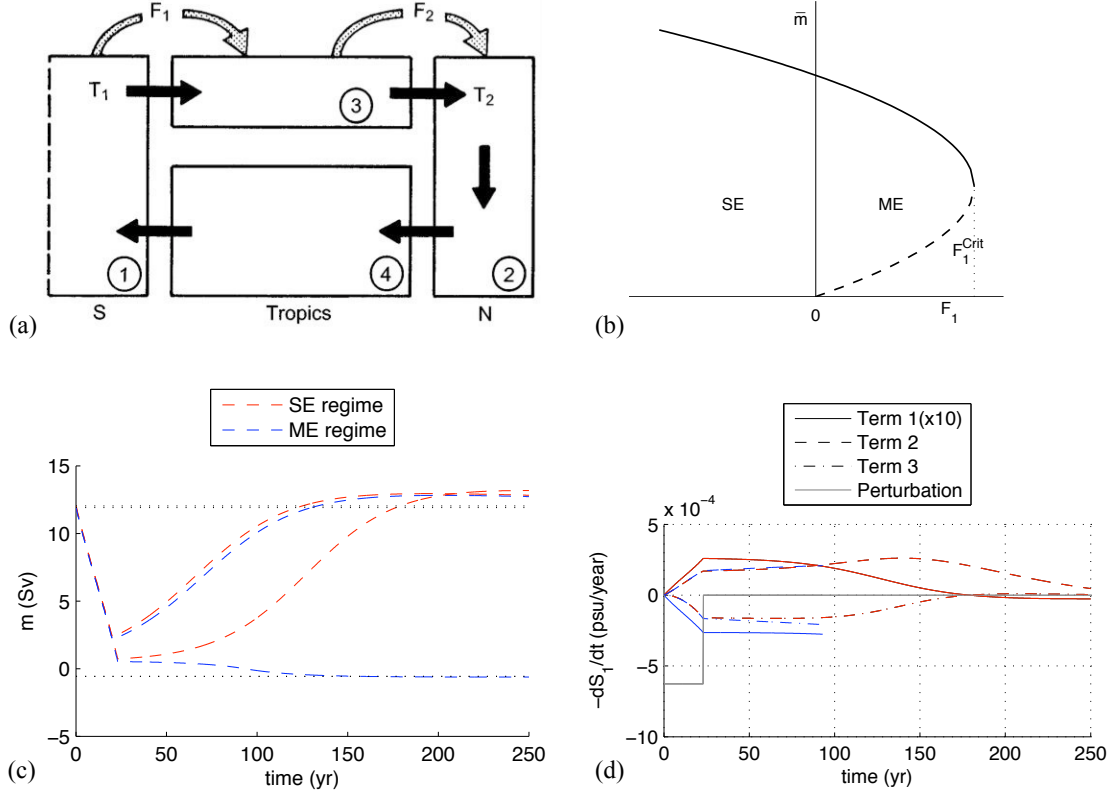 F₁
F₂
T₁
T₂
3
1
4
2
S
Tropics
N
(a)
m̄
SE
ME
F₁^Crit
0
F₁
(b)
SE regime
ME regime
15
10
5
0
−5
m (Sv)
0
50
100
150
200
250
time (yr)
(c)
Term 1(x10)
Term 2
Term 3
Perturbation
x 10⁻⁴
5
0
−5
−10
−dS₁/dt (psu/year)
0
50
100
150
200
250
time (yr)
(d)